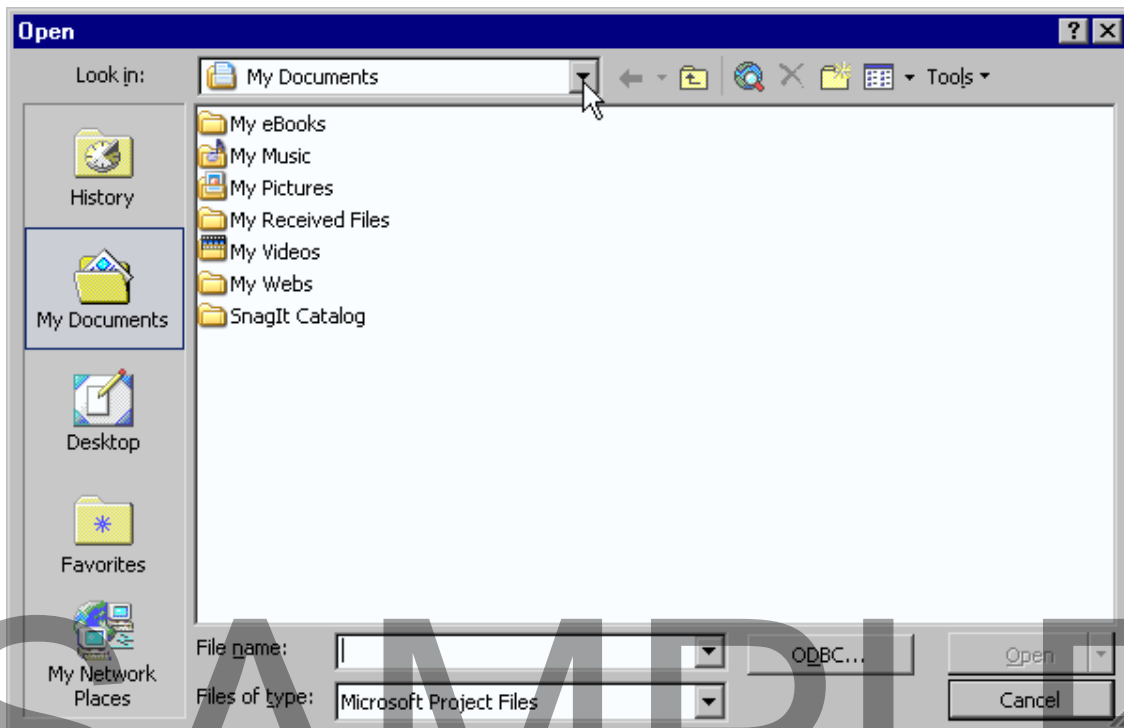 Open
Look in:
My Documents
Tools
My eBooks
My Music
My Pictures
My Received Files
My Videos
My Webs
SnagIt Catalog
History
My Documents
Desktop
Favorites
My Network
Places
File name:
ODBC...
Open
Files of type:
Microsoft Project Files
Cancel
SAMPLE